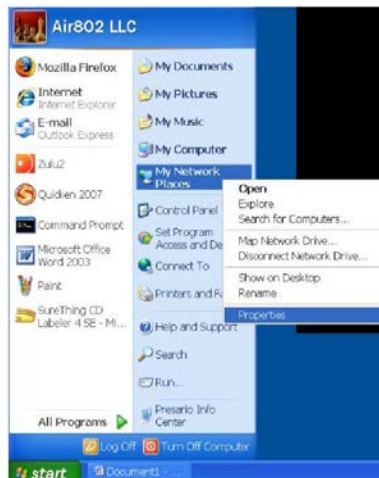 Air802 LLC
Mozilla Firefox
Internet
Internet Explorer
E-mail
Outlook Express
Zulu2
Quicken 2007
Command Prompt
Microsoft Office
Word 2003
Paint
SureThing CD
Labeler 4 SE - MI...
All Programs
My Documents
My Pictures
My Music
My Computer
My Network
Places
Control Panel
Set Program
Access and De
Connect To
Printers and Fa
Help and Support
Search
Run...
Presario Info
Center
Open
Explore
Search for Computers...
Map Network Drive...
Disconnect Network Drive...
Show on Desktop
Rename
Properties
Log Off
Turn Off Computer
start
Document1 - ...